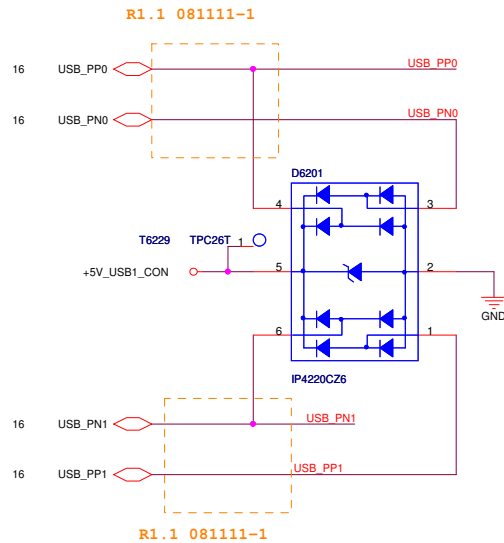 R1.1 081111-1
16 USB_PP0 USB_PP0
16 USB_PN0 USB_PN0
D6201
4 3
T6229 TPC26T 1
+5V_USB1_CON 5 2
GND
6 1
IP4220CZ6
16 USB_PN1 USB_PN1
16 USB_PP1 USB_PP1
R1.1 081111-1